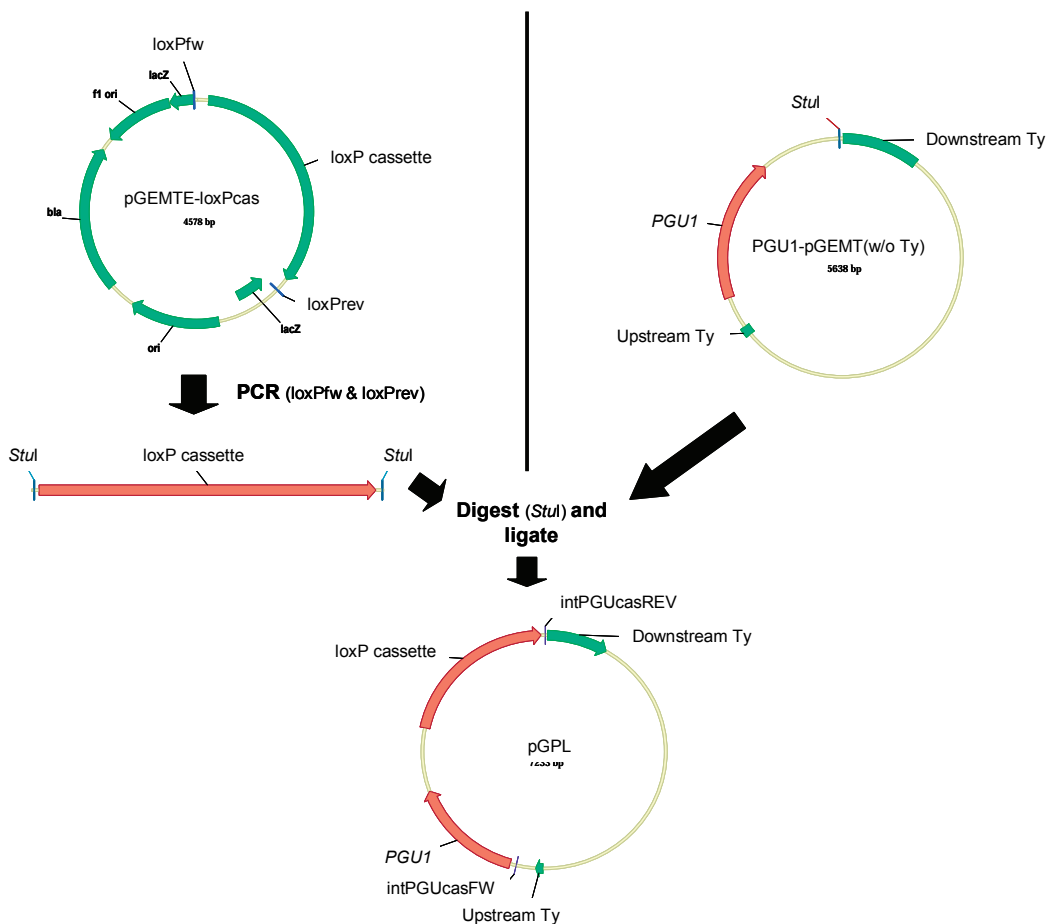 loxPfw
lacZ
f1 ori
loxP cassette
pGEMTE-loxPcas
4578 bp
bla
loxPrev
lacZ
ori
PCR (loxPfw & loxPrev)
StuI
loxP cassette
StuI
StuI
Downstream Ty
PGU1
PGU1-pGEMT(w/o Ty)
5638 bp
Upstream Ty
Digest (StuI) and
ligate
intPGUcasREV
Downstream Ty
loxP cassette
pGPL
7233 bp
PGU1
intPGUcasFW
Upstream Ty